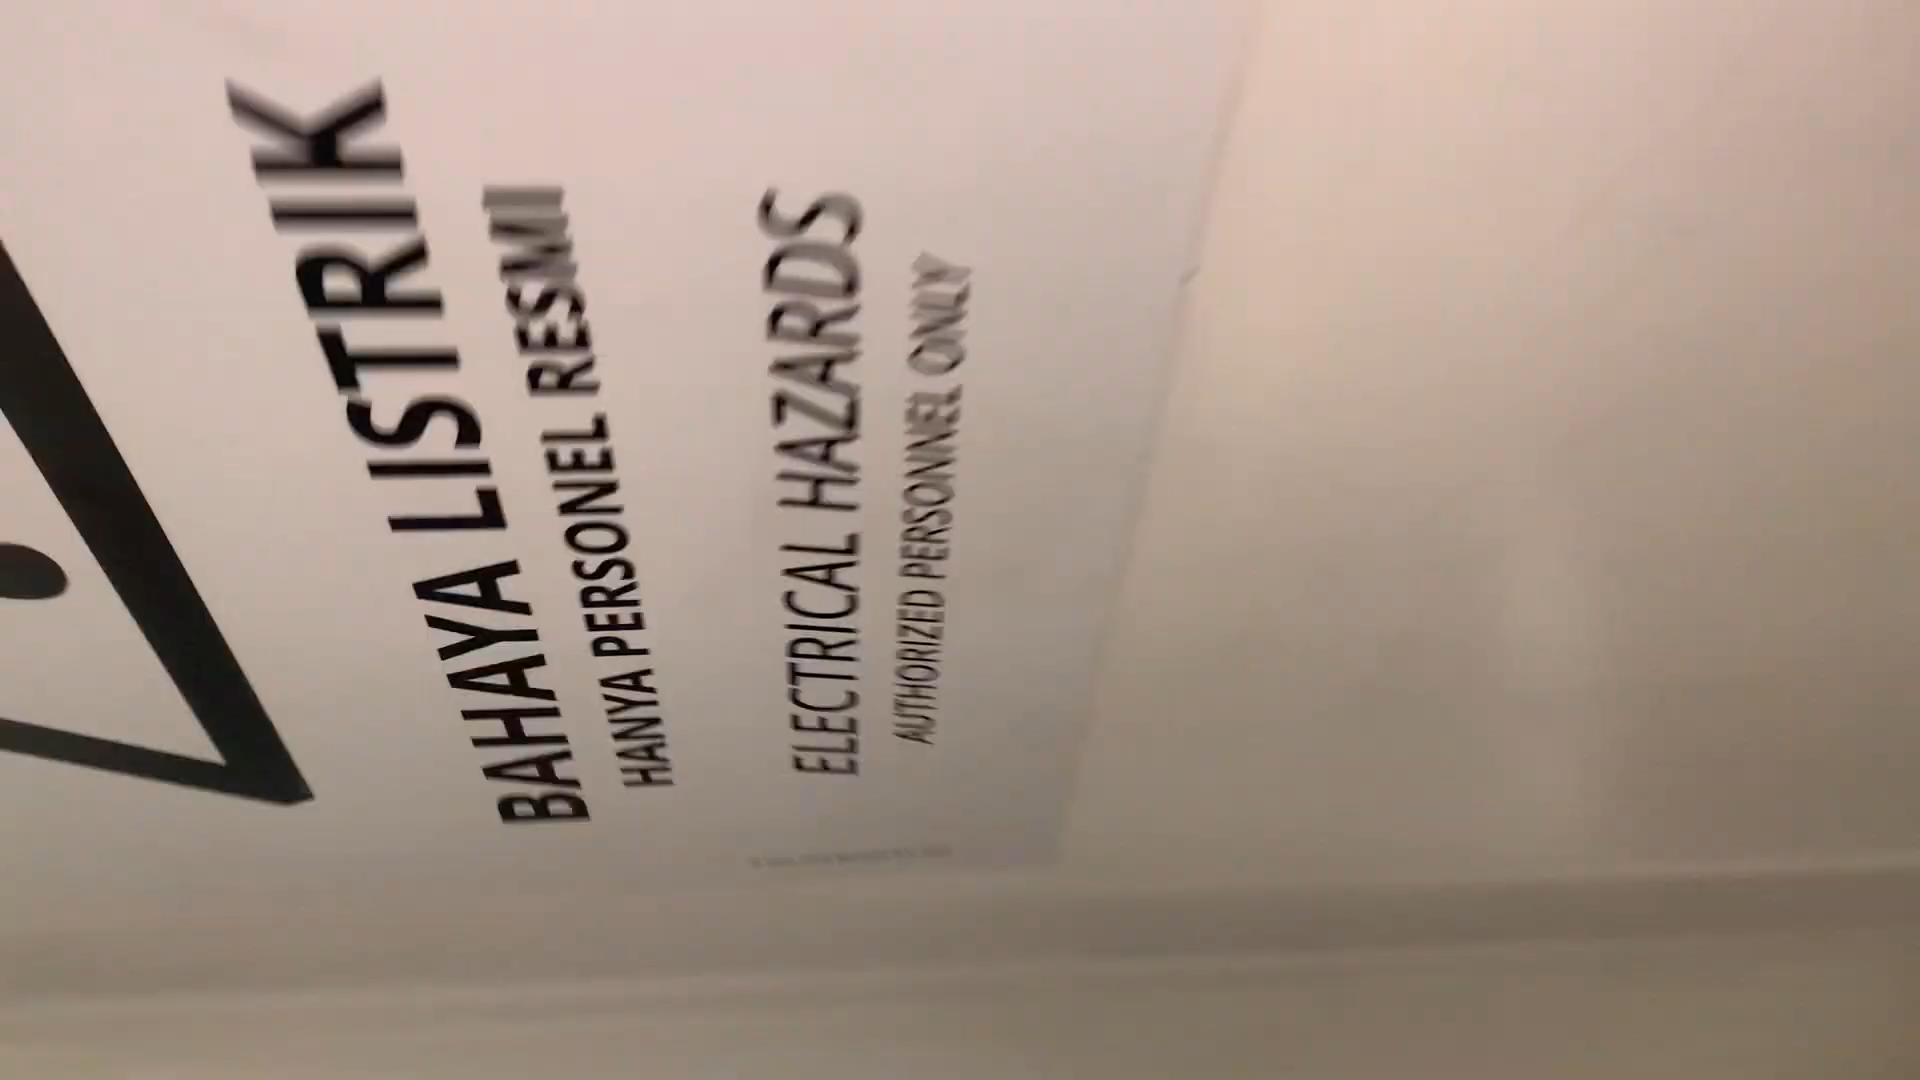 BAHAYA LISTRIK
HANYA PERSONEL RESMI
ELECTRICAL HAZARDS
AUTHORIZED PERSONNEL ONLY